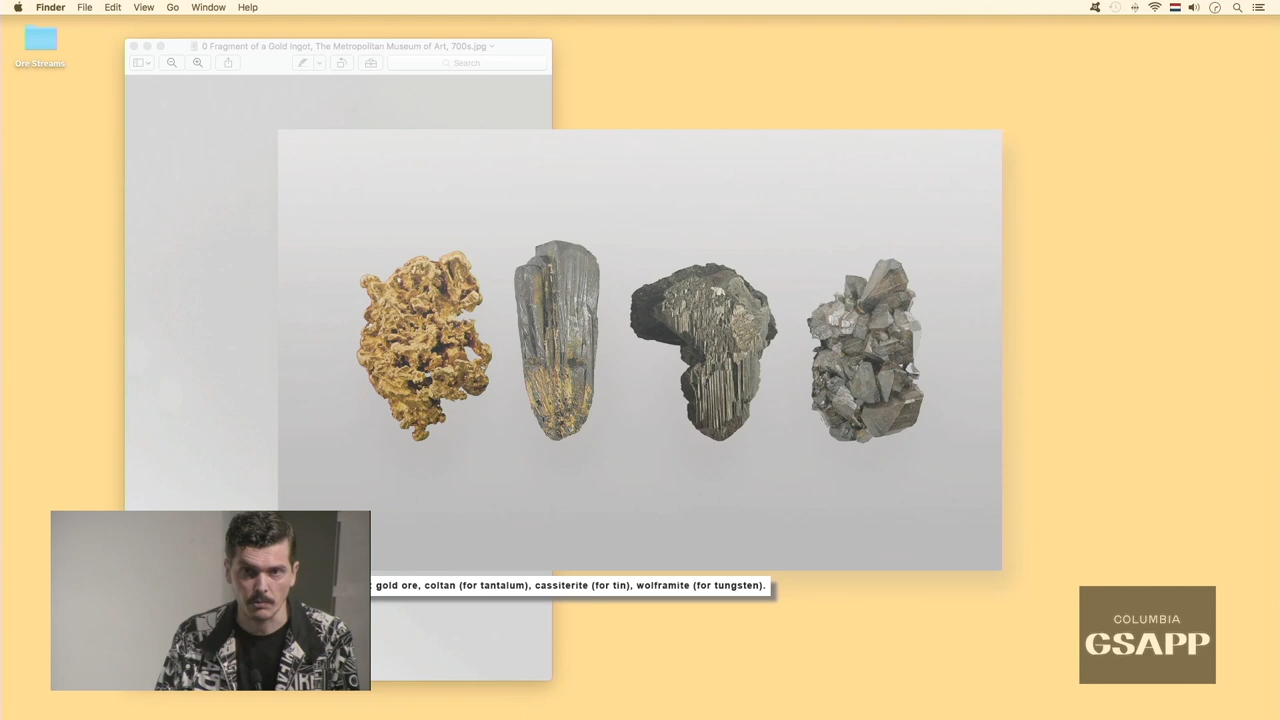 Finder File Edit View Go Window Help
Ore Streams
0 Fragment of a Gold Ingot, The Metropolitan Museum of Art, 700s.jpg
Search
: gold ore, coltan (for tantalum), cassiterite (for tin), wolframite (for tungsten).
COLUMBIA
GSAPP